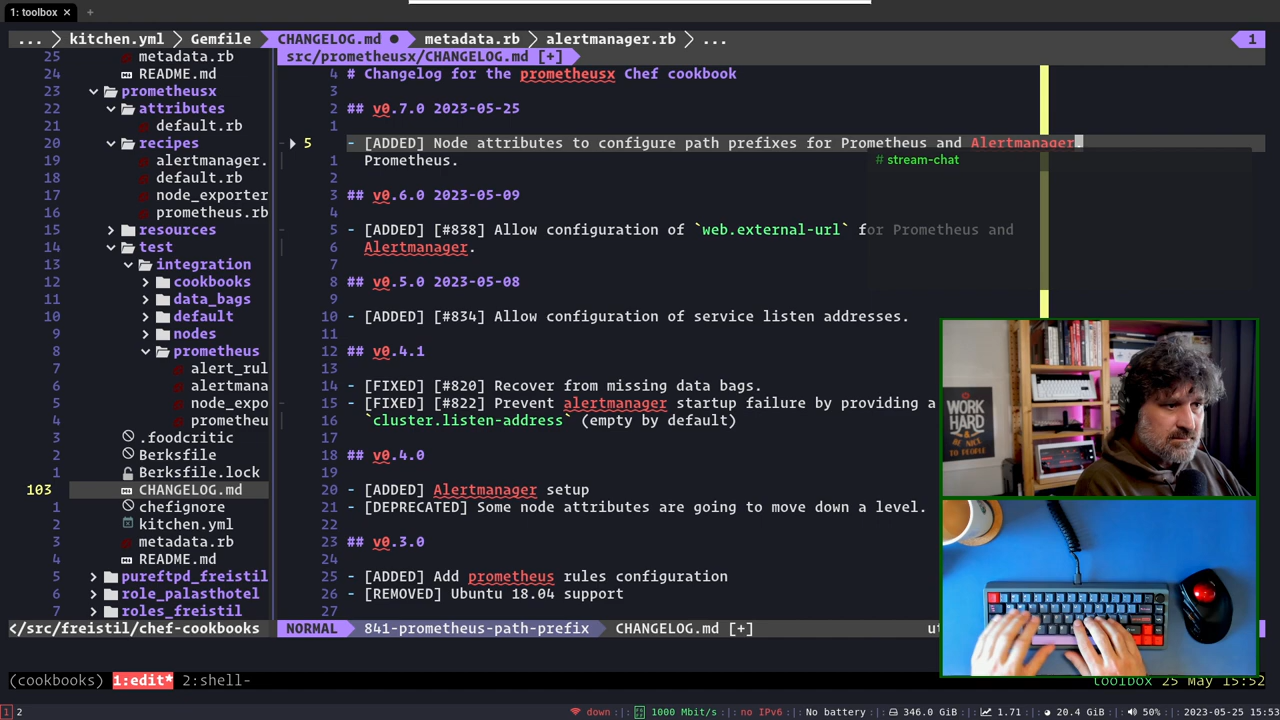 1: toolbox ✕ +
... kitchen.yml Gemfile CHANGELOG.md ● metadata.rb alertmanager.rb ... 1
src/prometheusx/CHANGELOG.md [+]
25 metadata.rb
24 README.md
23 prometheusx
22 attributes
21 default.rb
20 recipes
19 alertmanager.
18 default.rb
17 node_exporter
16 prometheus.rb
15 resources
14 test
13 integration
12 cookbooks
11 data_bags
10 default
9 nodes
8 prometheus
7 alert_rul
6 alertmana
5 node_expo
4 prometheu
3 .foodcritic
2 Berksfile
1 Berksfile.lock
103 CHANGELOG.md
1 chefignore
2 kitchen.yml
3 metadata.rb
4 README.md
5 pureftpd_freistil
6 role_palasthotel
7 roles_freistil
4 # Changelog for the prometheusx Chef cookbook
3
2 ## v0.7.0 2023-05-25
1
5 - [ADDED] Node attributes to configure path prefixes for Prometheus and Alertmanager.
1 Prometheus.
2
3 ## v0.6.0 2023-05-09
4
5 - [ADDED] [#838] Allow configuration of `web.external-url` for Prometheus and
6 Alertmanager.
7
8 ## v0.5.0 2023-05-08
9
10 - [ADDED] [#834] Allow configuration of service listen addresses.
11
12 ## v0.4.1
13
14 - [FIXED] [#820] Recover from missing data bags.
15 - [FIXED] [#822] Prevent alertmanager startup failure by providing a
16 `cluster.listen-address` (empty by default)
17
18 ## v0.4.0
19
20 - [ADDED] Alertmanager setup
21 - [DEPRECATED] Some node attributes are going to move down a level.
22
23 ## v0.3.0
24
25 - [ADDED] Add prometheus rules configuration
26 - [REMOVED] Ubuntu 18.04 support
27
# stream-chat
WORK
HARD
& BE NICE
TO PEOPLE
</src/freistil/chef-cookbooks NORMAL 841-prometheus-path-prefix CHANGELOG.md [+] ut
(cookbooks) 1:edit* 2:shell- toolbox 25 May 15:52
1 2 down :|: 1000 Mbit/s :|: no IPv6 :|: No battery :|: 346.0 GiB :|: 1.71 :|: 20.4 GiB :|: 50% :|: 2023-05-25 15:53